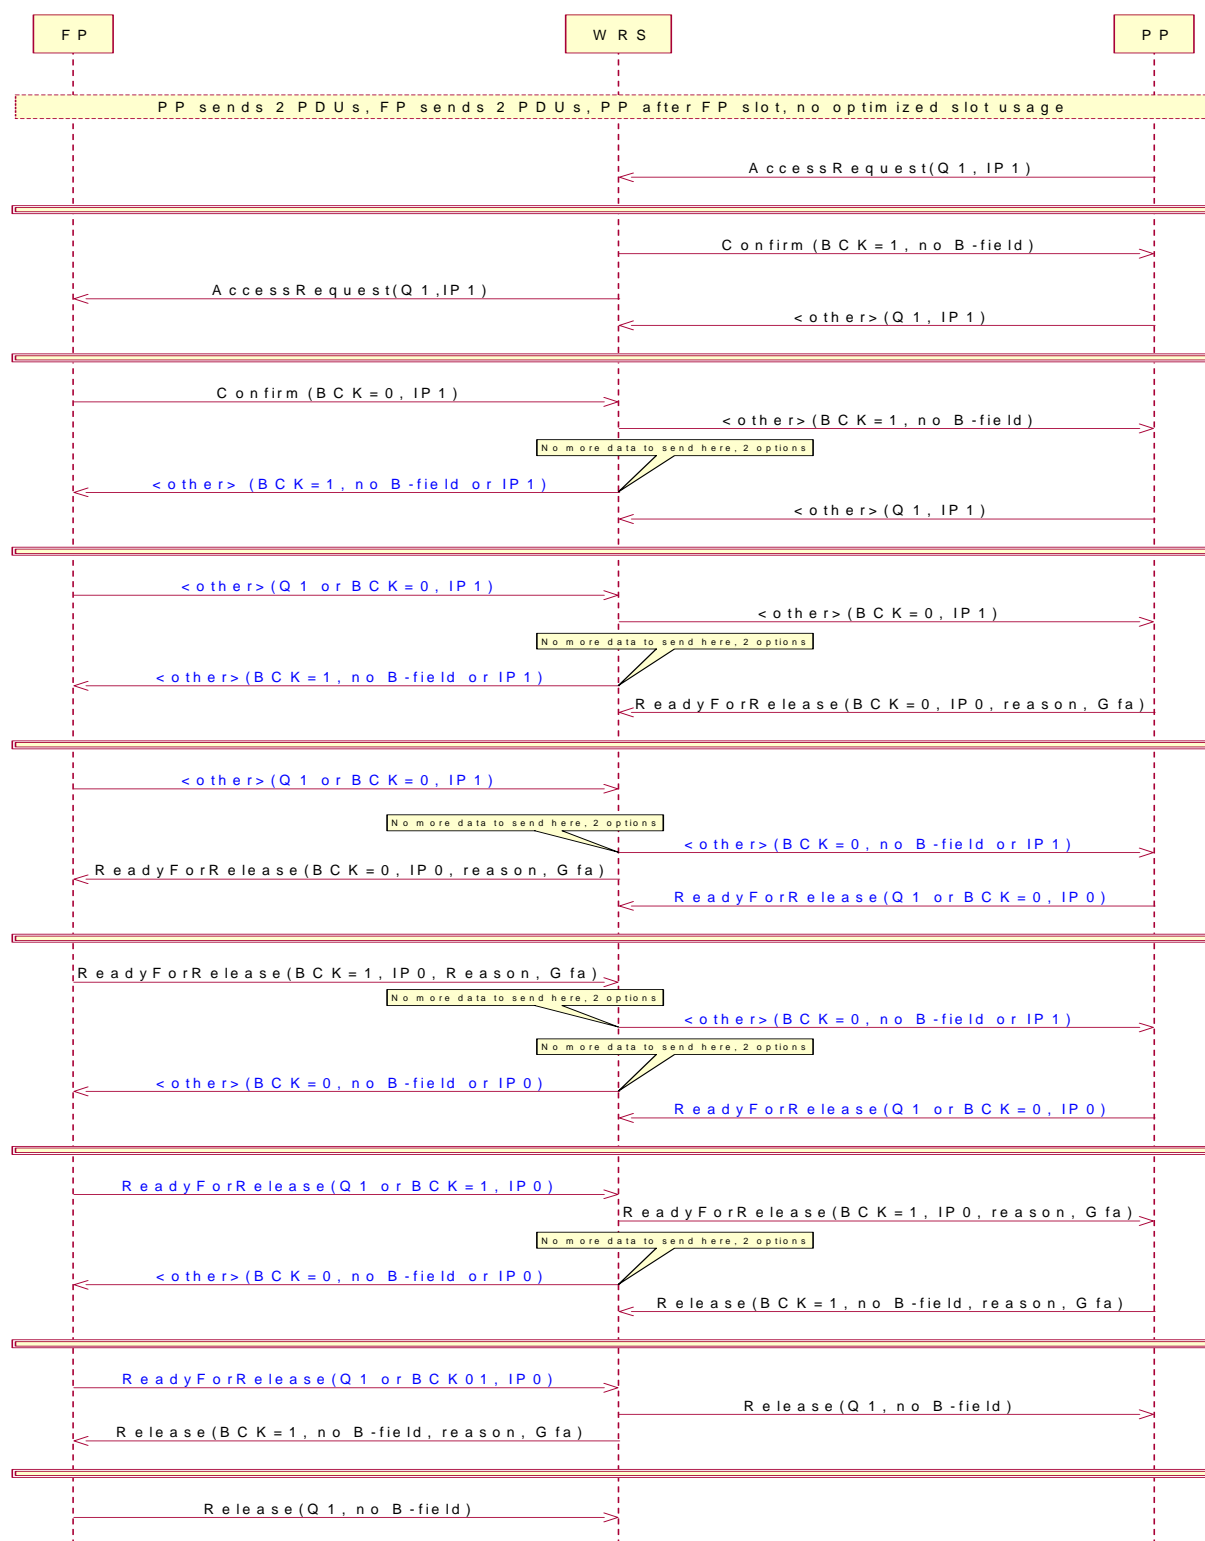 FP
WRS
PP
PP sends 2 PDUs, FP sends 2 PDUs, PP after FP slot, no optimized slot usage
AccessRequest(Q1, IP1)
Confirm (BCK=1, no B-field)
AccessRequest(Q1,IP1)
<other>(Q1, IP1)
Confirm (BCK=0, IP1)
<other>(BCK=1, no B-field)
No more data to send here, 2 options
<other> (BCK=1, no B-field or IP1)
<other>(Q1, IP1)
<other>(Q1 or BCK=0, IP1)
<other>(BCK=0, IP1)
No more data to send here, 2 options
<other>(BCK=1, no B-field or IP1)
ReadyForRelease(BCK=0, IP0, reason, Gfa)
<other>(Q1 or BCK=0, IP1)
No more data to send here, 2 options
<other>(BCK=0, no B-field or IP1)
ReadyForRelease(BCK=0, IP0, reason, Gfa)
ReadyForRelease(Q1 or BCK=0, IP0)
ReadyForRelease(BCK=1, IP0, Reason, Gfa)
No more data to send here, 2 options
<other>(BCK=0, no B-field or IP1)
No more data to send here, 2 options
<other>(BCK=0, no B-field or IP0)
ReadyForRelease(Q1 or BCK=0, IP0)
ReadyForRelease(Q1 or BCK=1, IP0)
ReadyForRelease(BCK=1, IP0, reason, Gfa)
No more data to send here, 2 options
<other>(BCK=0, no B-field or IP0)
Release(BCK=1, no B-field, reason, Gfa)
ReadyForRelease(Q1 or BCK01, IP0)
Release(Q1, no B-field)
Release(BCK=1, no B-field, reason, Gfa)
Release(Q1, no B-field)